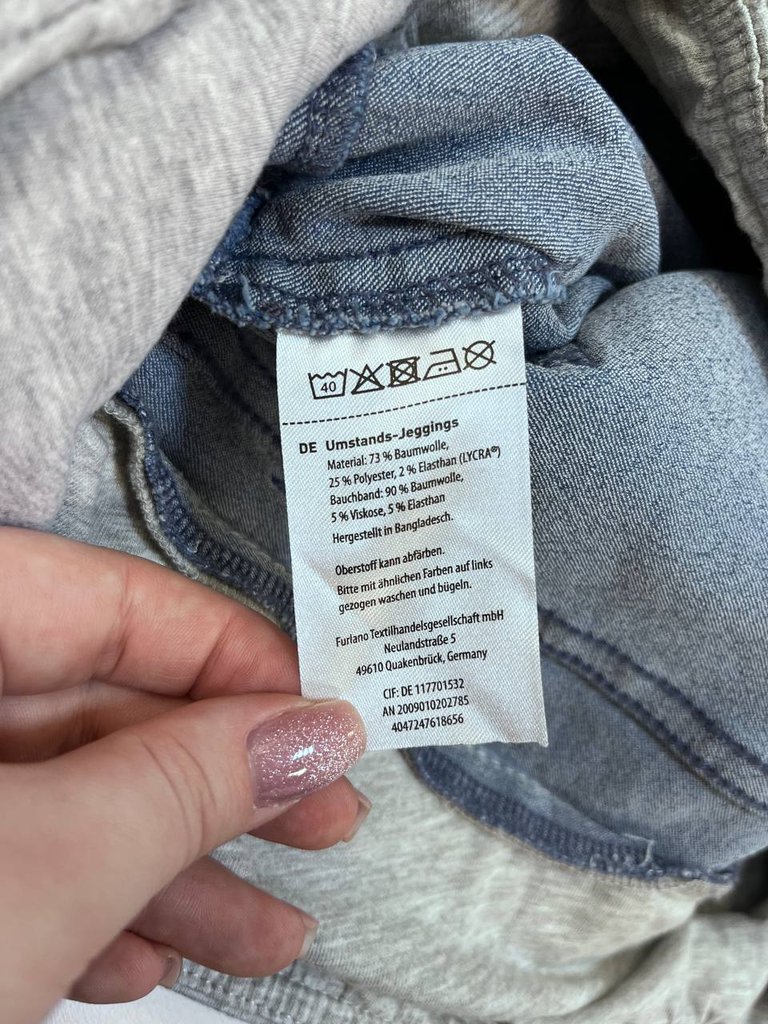 40
DE Umstands-Jeggings
Material: 73 % Baumwolle,
25 % Polyester, 2 % Elasthan (LYCRA®)
Bauchband: 90 % Baumwolle,
5 % Viskose, 5 % Elasthan
Hergestellt in Bangladesch.
Oberstoff kann abfärben.
Bitte mit ähnlichen Farben auf links
gezogen waschen und bügeln.
Furlano Textilhandelsgesellschaft mbH
Neulandstraße 5
49610 Quakenbrück, Germany
CIF: DE 117701532
AN 2009010202785
4047247618656